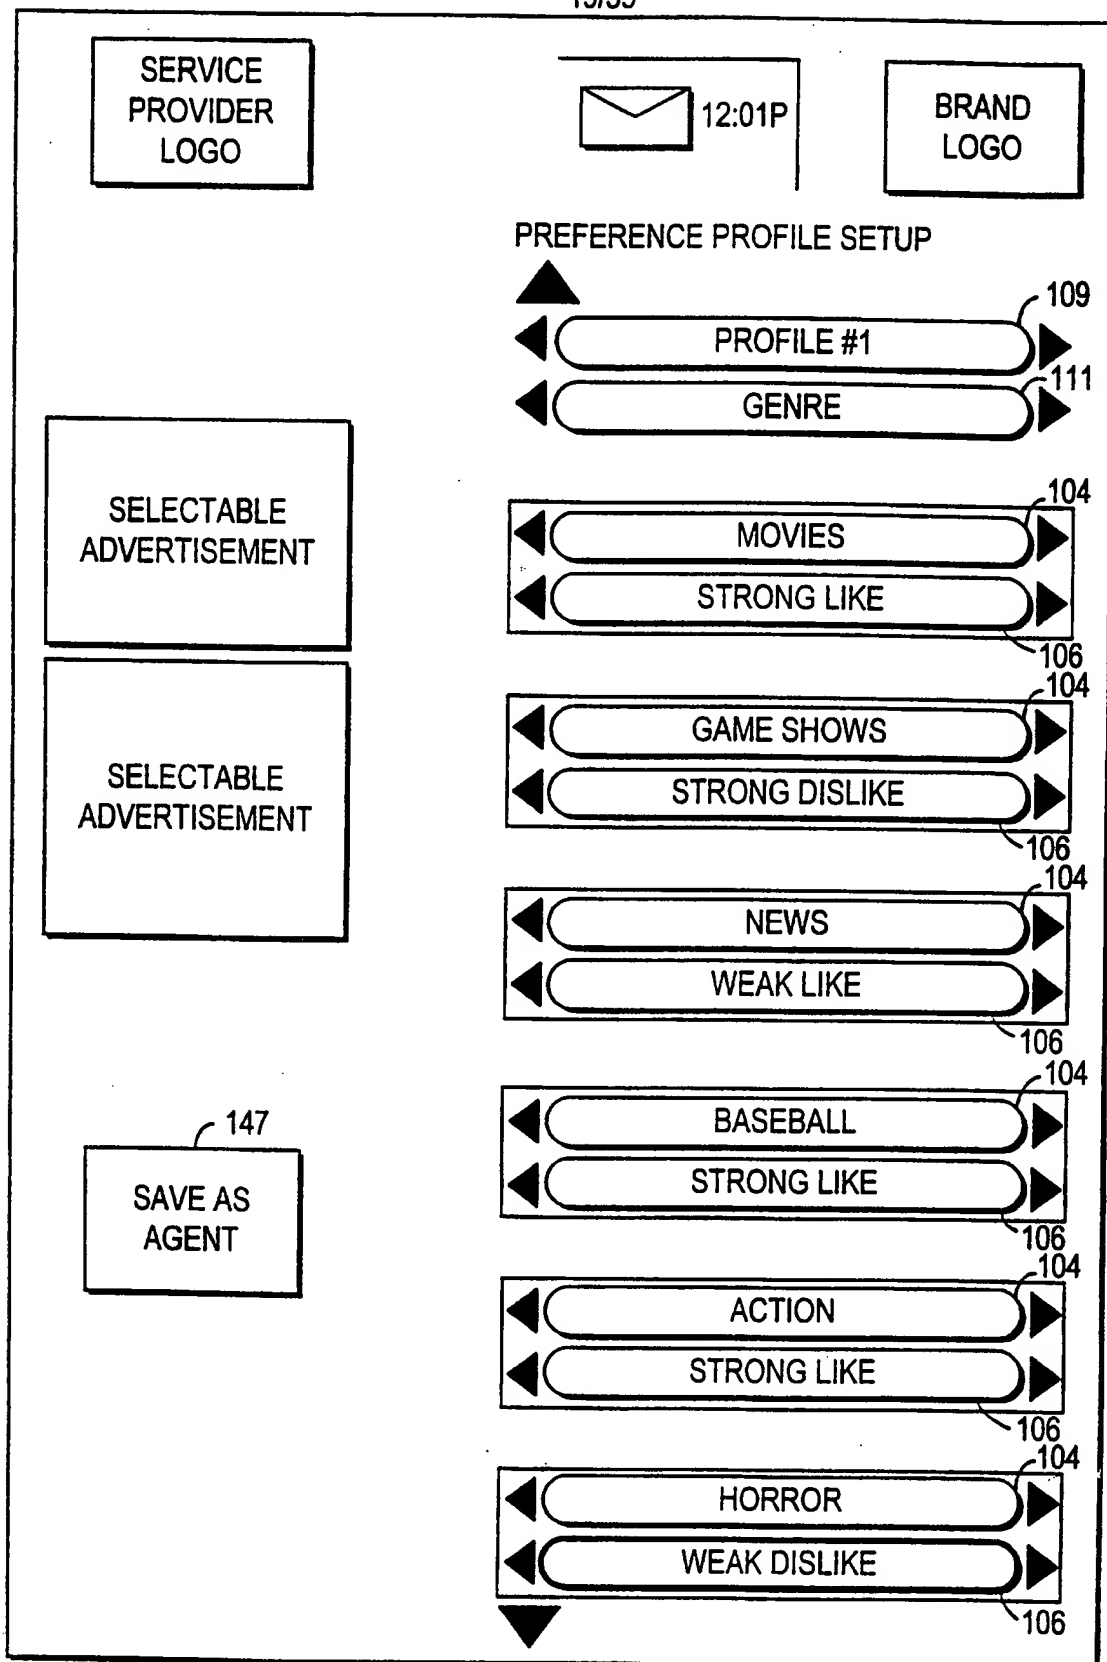 SERVICE
PROVIDER
LOGO
12:01P
BRAND
LOGO
PREFERENCE PROFILE SETUP
109
PROFILE #1
111
GENRE
SELECTABLE
ADVERTISEMENT
104
MOVIES
STRONG LIKE
106
SELECTABLE
ADVERTISEMENT
104
GAME SHOWS
STRONG DISLIKE
106
104
NEWS
WEAK LIKE
106
147
SAVE AS
AGENT
104
BASEBALL
STRONG LIKE
106
104
ACTION
STRONG LIKE
106
104
HORROR
WEAK DISLIKE
106